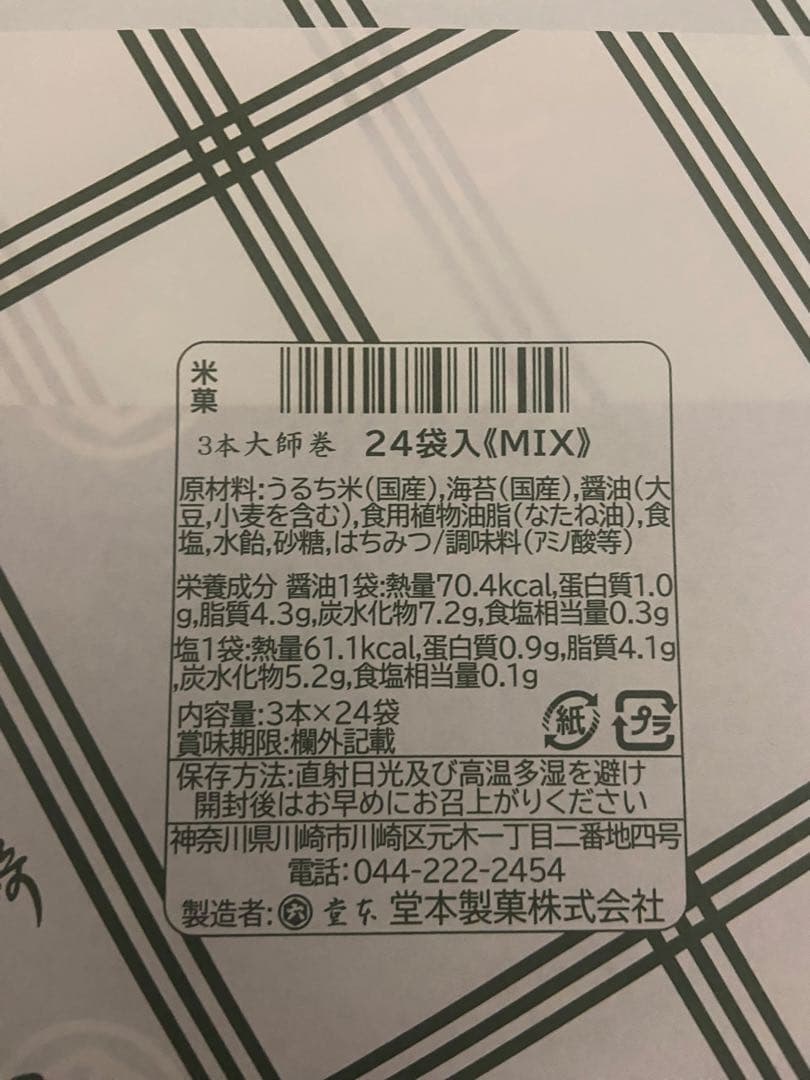 米菓
3本大師巻 24袋入《MIX》
原材料:うるち米(国産),海苔(国産),醤油(大
豆,小麦を含む),食用植物油脂(なたね油),食
塩,水飴,砂糖,はちみつ/調味料(アミノ酸等)
栄養成分 醤油1袋:熱量70.4kcal,蛋白質1.0
g,脂質4.3g,炭水化物7.2g,食塩相当量0.3g
塩1袋:熱量61.1kcal,蛋白質0.9g,脂質4.1g
,炭水化物5.2g,食塩相当量0.1g
内容量:3本×24袋
賞味期限:欄外記載
紙
プラ
保存方法:直射日光及び高温多湿を避け
開封後はお早めにお召上がりください
神奈川県川崎市川崎区元木一丁目二番地四号
電話:044-222-2454
製造者:六 堂本 堂本製菓株式会社